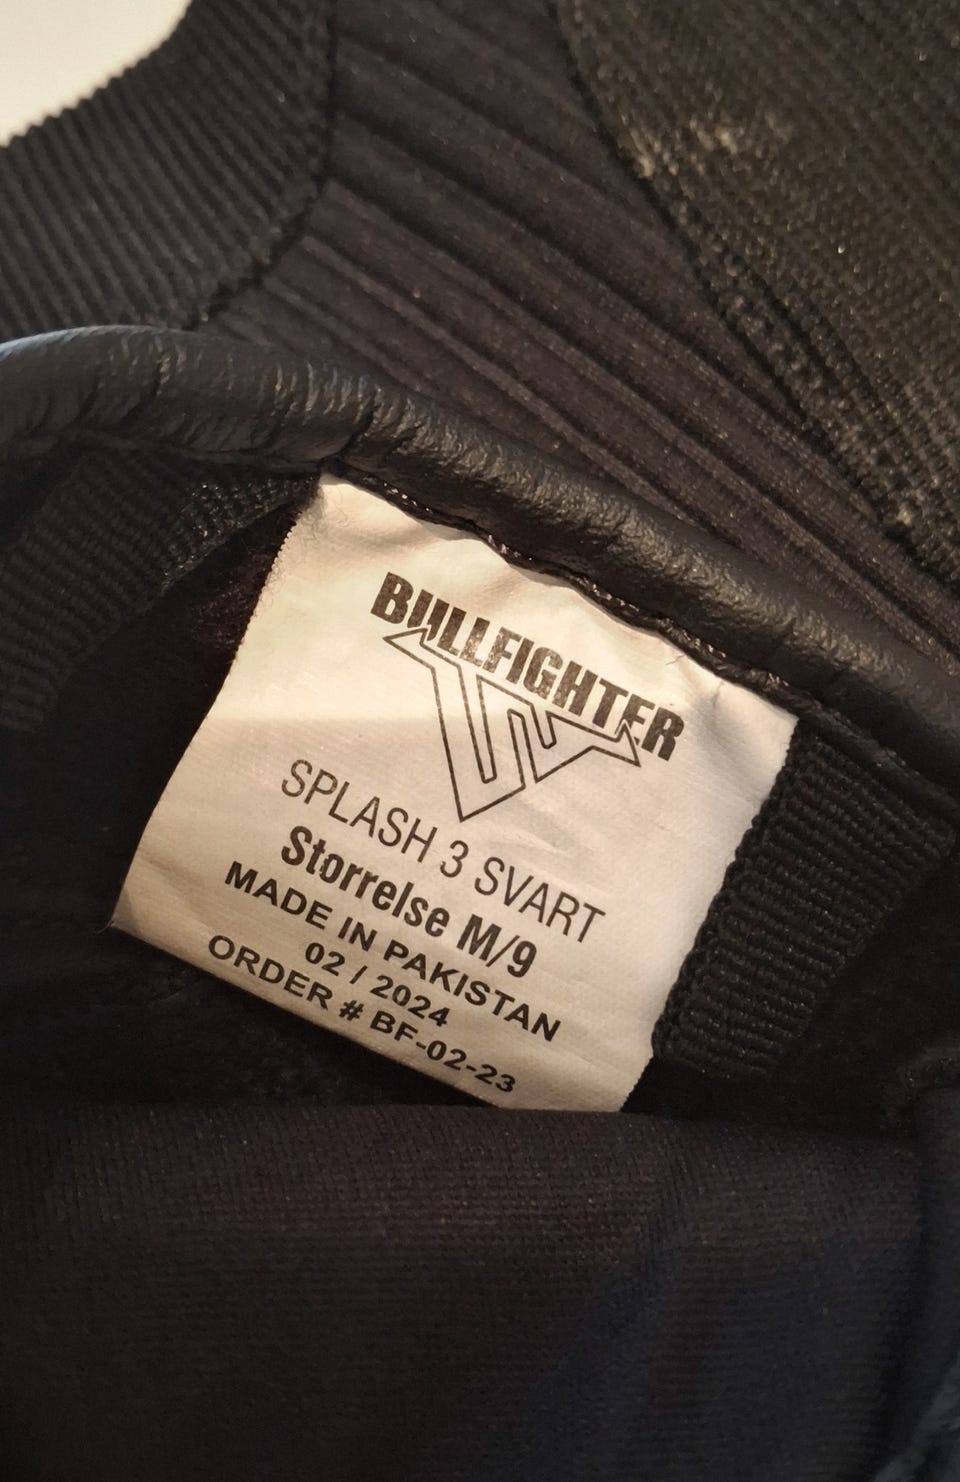 BULLFIGHTER
SPLASH 3 SVART
Storrelse M/9
MADE IN PAKISTAN
02 / 2024
ORDER # BF-02-23